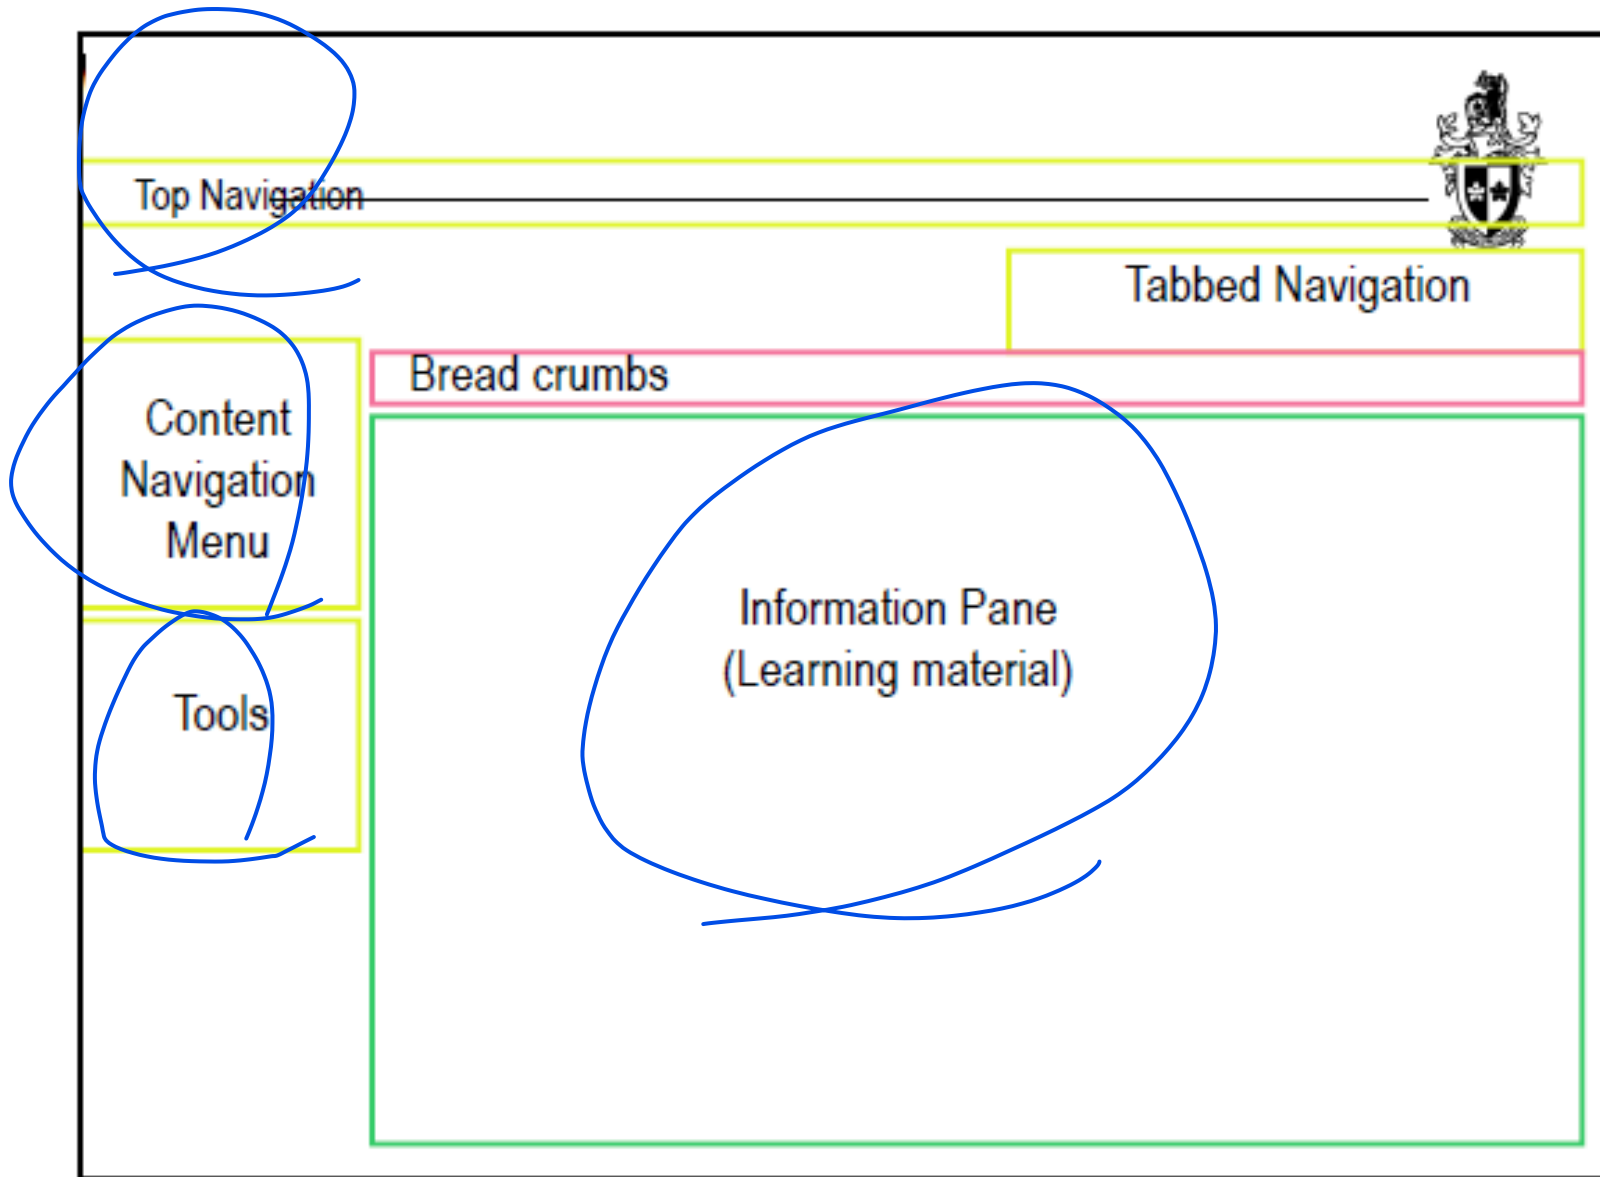 Top Navigation
Tabbed Navigation
Bread crumbs
Content
Navigation
Menu
Information Pane
(Learning material)
Tools